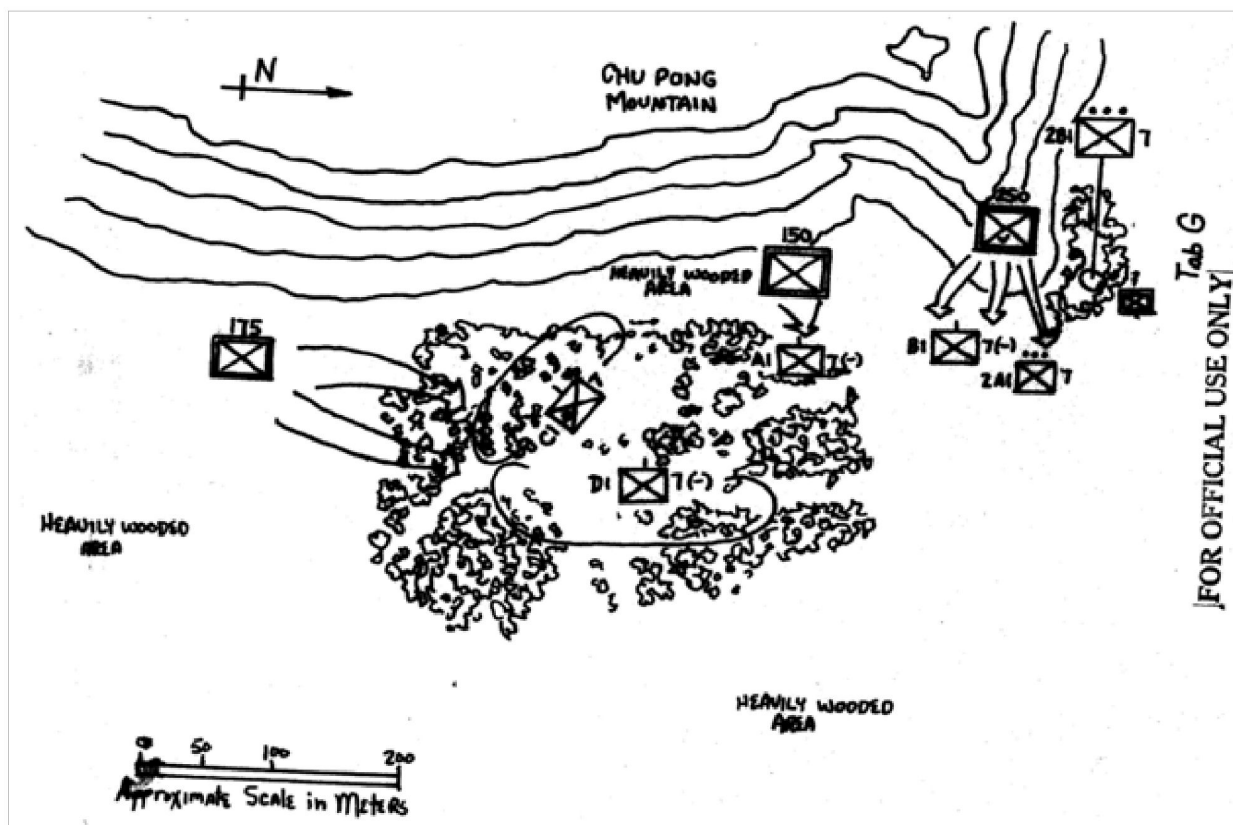 N
CHU PONG
MOUNTAIN
2B1 7
250
Tab G
FOR OFFICIAL USE ONLY
150
HEAVILY WOODED
AREA
175
A1 7(-)
B1 7(-)
2A1 7
D1 7(-)
HEAVILY WOODED
AREA
HEAVILY WOODED
AREA
0 50 100 200
Approximate Scale in Meters